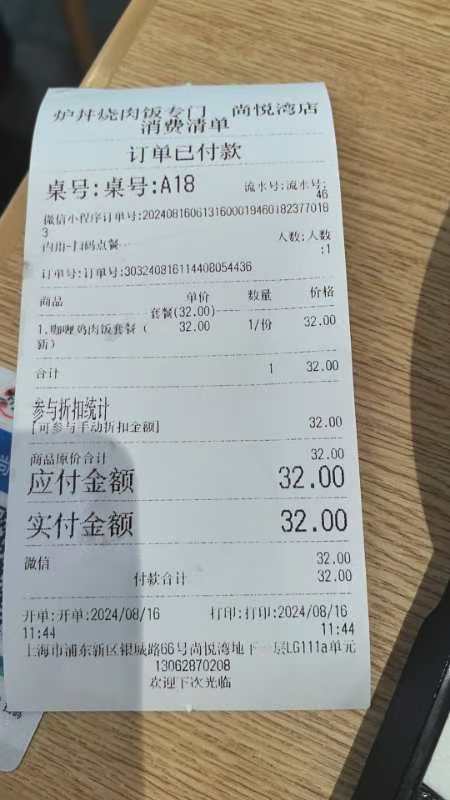 炉丼烧肉饭专门 尚悦湾店
消费清单
订单已付款
桌号:桌号:A18 流水号:流水号:
46
微信小程序订单号:20240816061316000194601823770183
内用-扫码点餐 人数:人数
:1
订单号:订单号:303240816114408054436
商品 单价 数量 价格
套餐(32.00)
1.咖喱鸡肉饭套餐(新) 32.00 1/份 32.00
合计 1 32.00
参与折扣统计
[可参与手动折扣金额] 32.00
商品原价合计 32.00
应付金额 32.00
实付金额 32.00
微信 32.00
付款合计 32.00
开单:开单:2024/08/16 打印:打印:2024/08/16
11:44 11:44
上海市浦东新区银城路66号尚悦湾地下一层LG111a单元
13062870208
欢迎下次光临